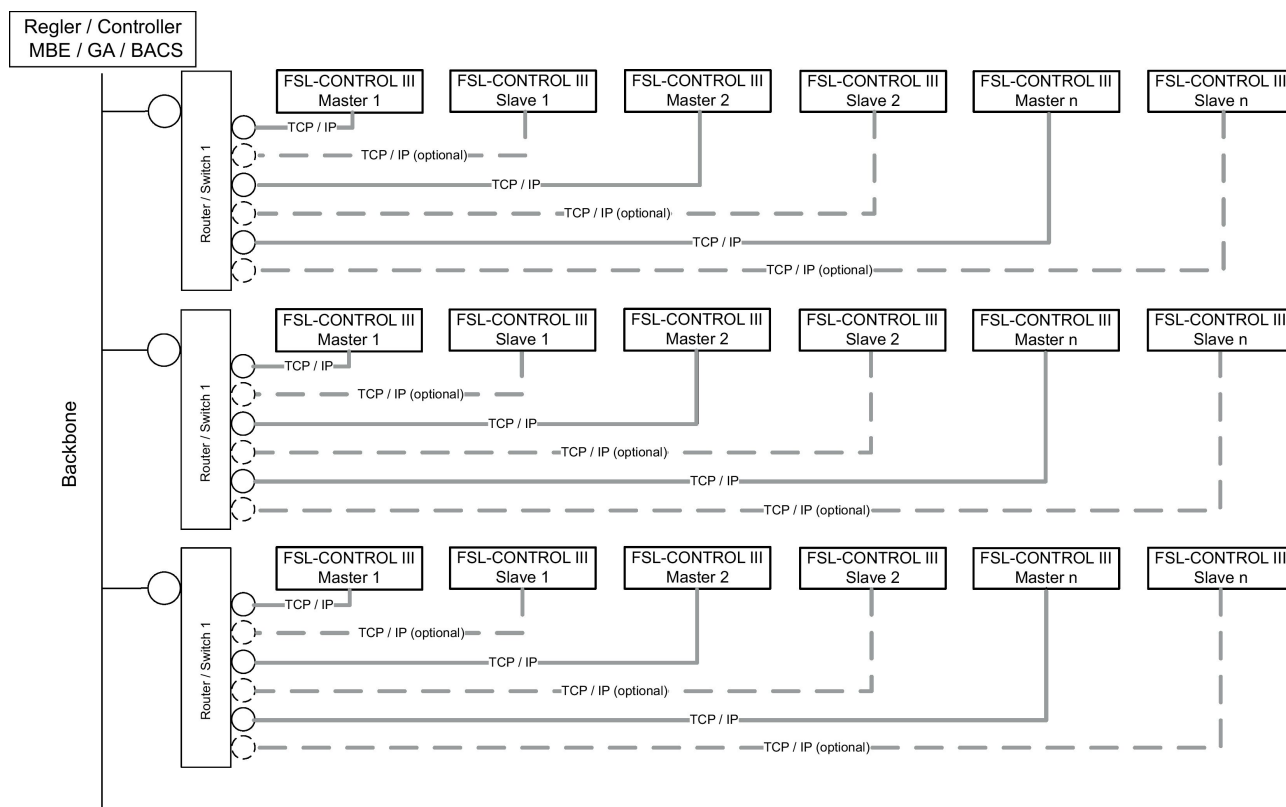 Regler / Controller
MBE / GA / BACS
Backbone
Router / Switch 1
FSL-CONTROL III
Master 1
FSL-CONTROL III
Slave 1
FSL-CONTROL III
Master 2
FSL-CONTROL III
Slave 2
FSL-CONTROL III
Master n
FSL-CONTROL III
Slave n
TCP / IP
TCP / IP (optional)
TCP / IP
TCP / IP (optional)
TCP / IP
TCP / IP (optional)
Router / Switch 1
FSL-CONTROL III
Master 1
FSL-CONTROL III
Slave 1
FSL-CONTROL III
Master 2
FSL-CONTROL III
Slave 2
FSL-CONTROL III
Master n
FSL-CONTROL III
Slave n
TCP / IP
TCP / IP (optional)
TCP / IP
TCP / IP (optional)
TCP / IP
TCP / IP (optional)
Router / Switch 1
FSL-CONTROL III
Master 1
FSL-CONTROL III
Slave 1
FSL-CONTROL III
Master 2
FSL-CONTROL III
Slave 2
FSL-CONTROL III
Master n
FSL-CONTROL III
Slave n
TCP / IP
TCP / IP (optional)
TCP / IP
TCP / IP (optional)
TCP / IP
TCP / IP (optional)